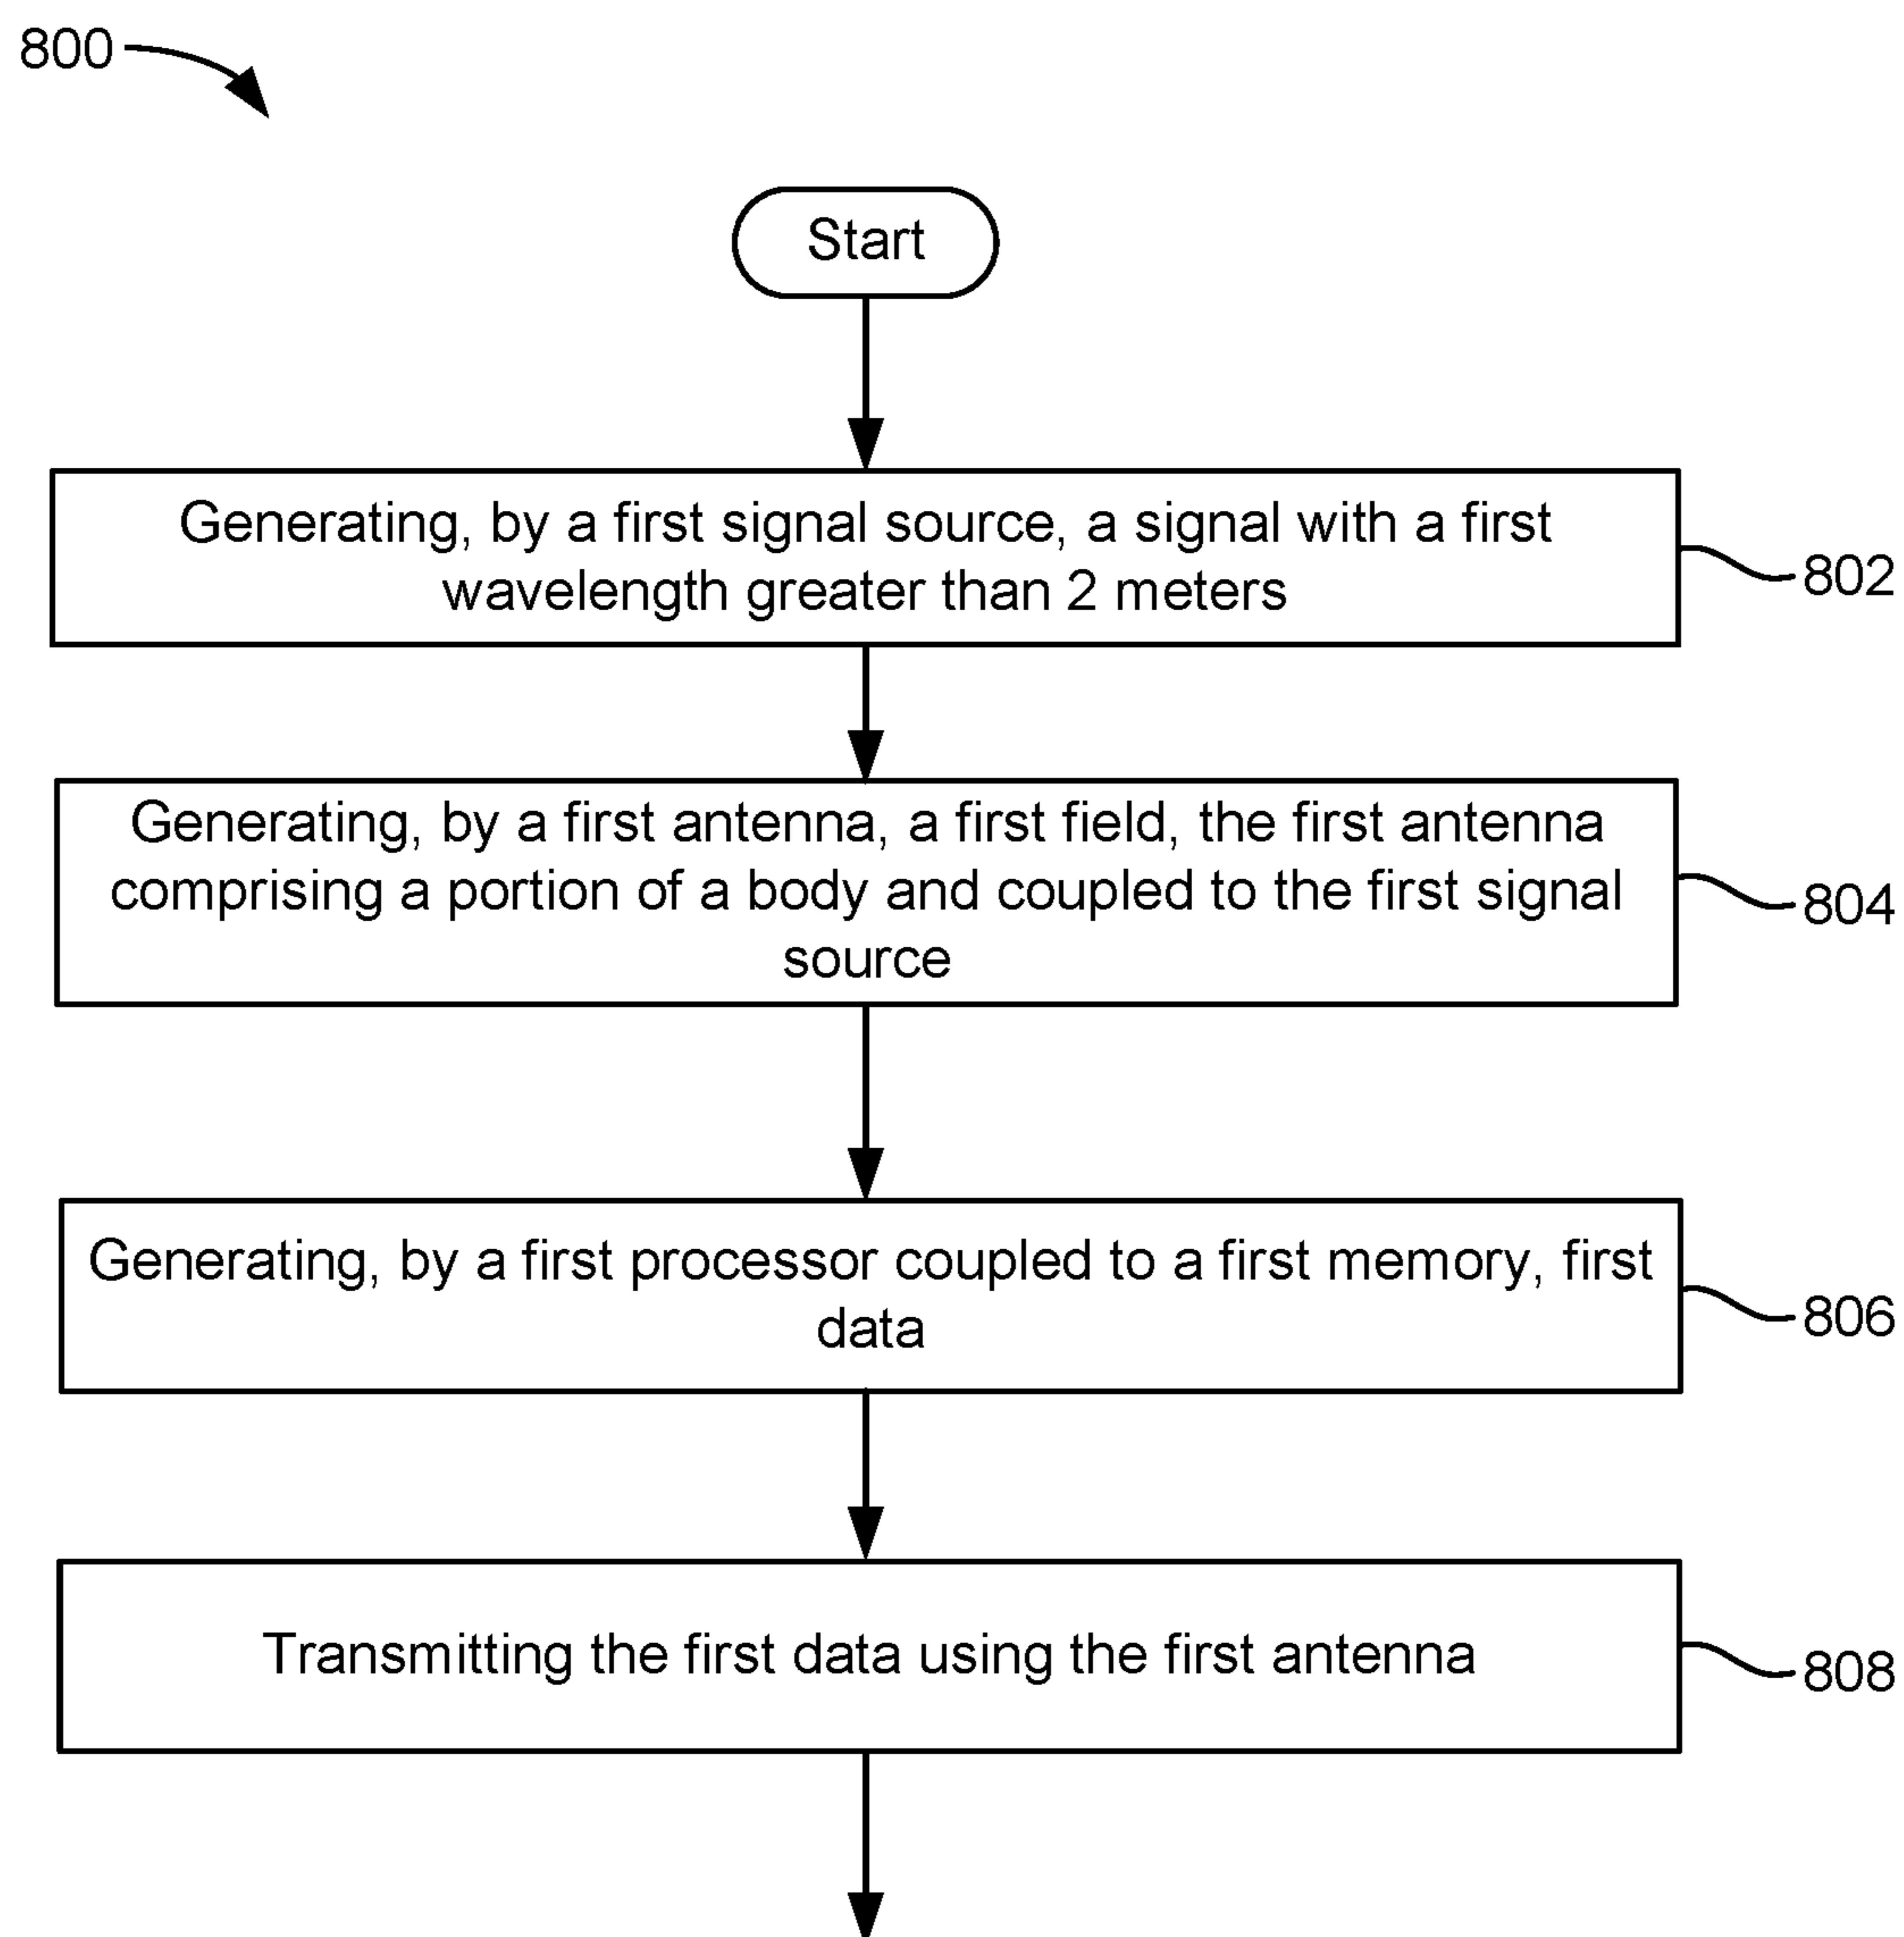 800
Start
Generating, by a first signal source, a signal with a first
wavelength greater than 2 meters
802
Generating, by a first antenna, a first field, the first antenna
comprising a portion of a body and coupled to the first signal
source
804
Generating, by a first processor coupled to a first memory, first
data
806
Transmitting the first data using the first antenna
808